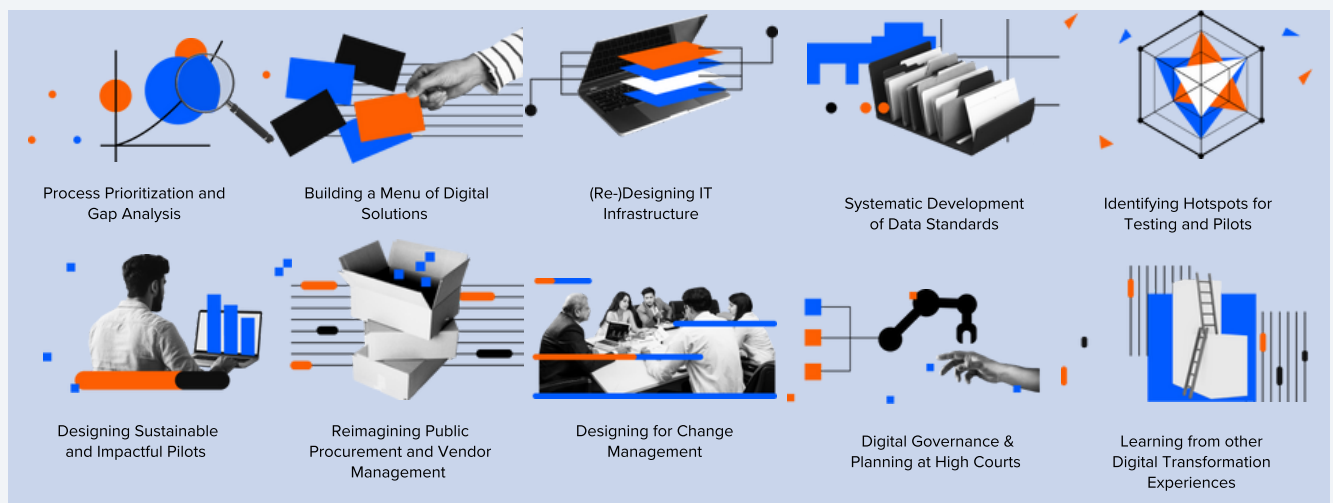 Process Prioritization and
Gap Analysis
Building a Menu of Digital
Solutions
(Re-)Designing IT
Infrastructure
Systematic Development
of Data Standards
Identifying Hotspots for
Testing and Pilots
Designing Sustainable
and Impactful Pilots
Reimagining Public
Procurement and Vendor
Management
Designing for Change
Management
Digital Governance &
Planning at High Courts
Learning from other
Digital Transformation
Experiences